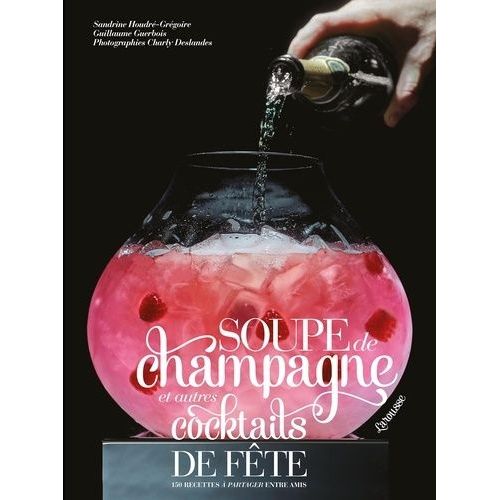 Sandrine Houdré-Grégoire
Guillaume Guerbois
Photographies Charly Deslandes
SOUPE de
champagne
et autres
cocktails
Larousse
DE FÊTE
150 RECETTES À PARTAGER ENTRE AMIS